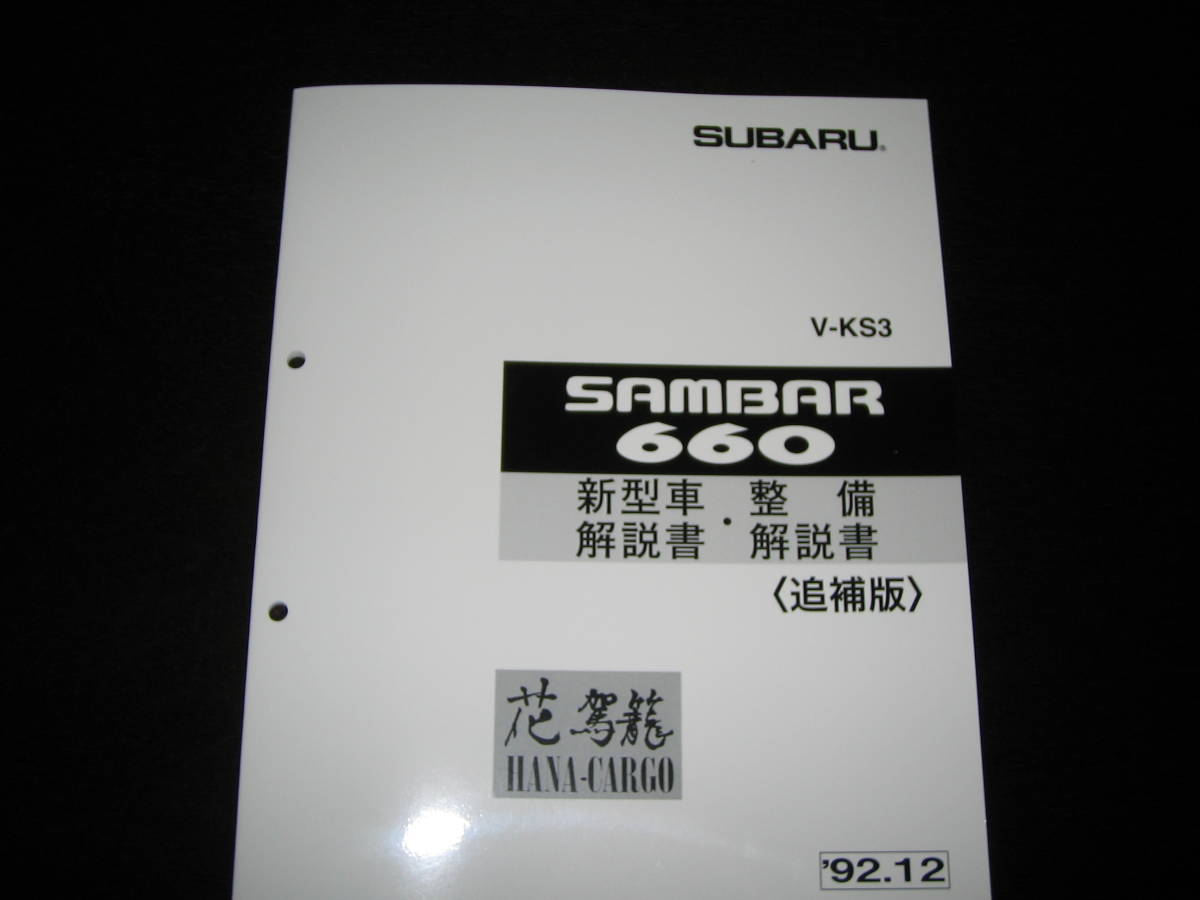 SUBARU®
V-KS3
SAMBAR
660
新型車・整備
解説書 解説書
〈追補版〉
花駕籠
HANA-CARGO
'92.12